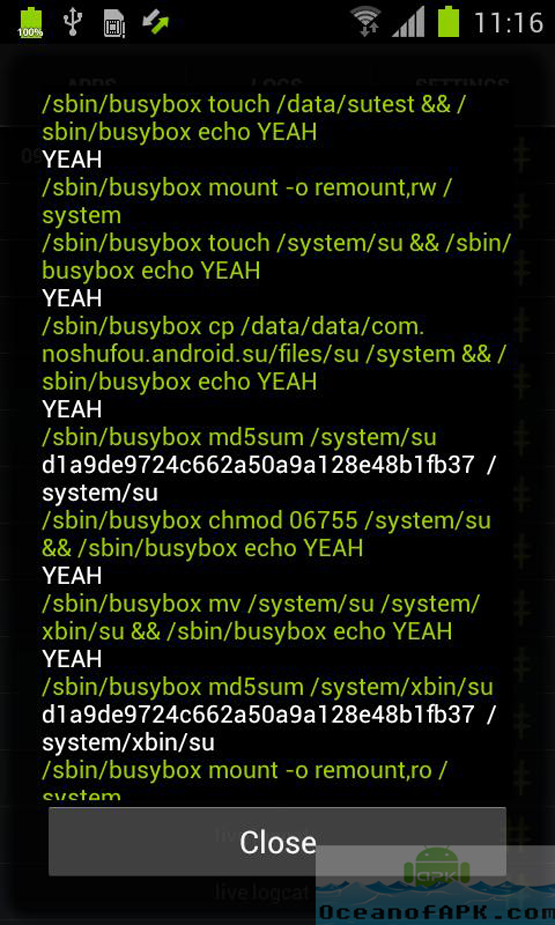 100%
11:16
APPS LOGS SETTINGS
/sbin/busybox touch /data/sutest && /
sbin/busybox echo YEAH
YEAH
/sbin/busybox mount -o remount,rw /
system
/sbin/busybox touch /system/su && /sbin/
busybox echo YEAH
YEAH
/sbin/busybox cp /data/data/com.
noshufou.android.su/files/su /system && /
sbin/busybox echo YEAH
YEAH
/sbin/busybox md5sum /system/su
d1a9de9724c662a50a9a128e48b1fb37 /
system/su
/sbin/busybox chmod 06755 /system/su
&& /sbin/busybox echo YEAH
YEAH
/sbin/busybox mv /system/su /system/
xbin/su && /sbin/busybox echo YEAH
YEAH
/sbin/busybox md5sum /system/xbin/su
d1a9de9724c662a50a9a128e48b1fb37 /
system/xbin/su
/sbin/busybox mount -o remount,ro /
system
Close
apk
live logcat
OceanofAPK.com